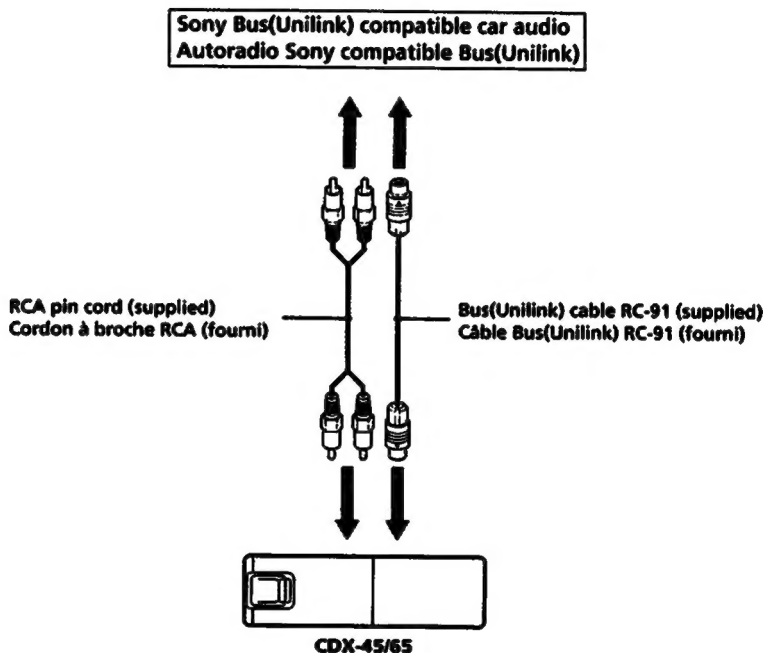 Sony Bus(Unilink) compatible car audio
Autoradio Sony compatible Bus(Unilink)
RCA pin cord (supplied)
Cordon à broche RCA (fourni)
Bus(Unilink) cable RC-91 (supplied)
Câble Bus(Unilink) RC-91 (fourni)
CDX-45/65